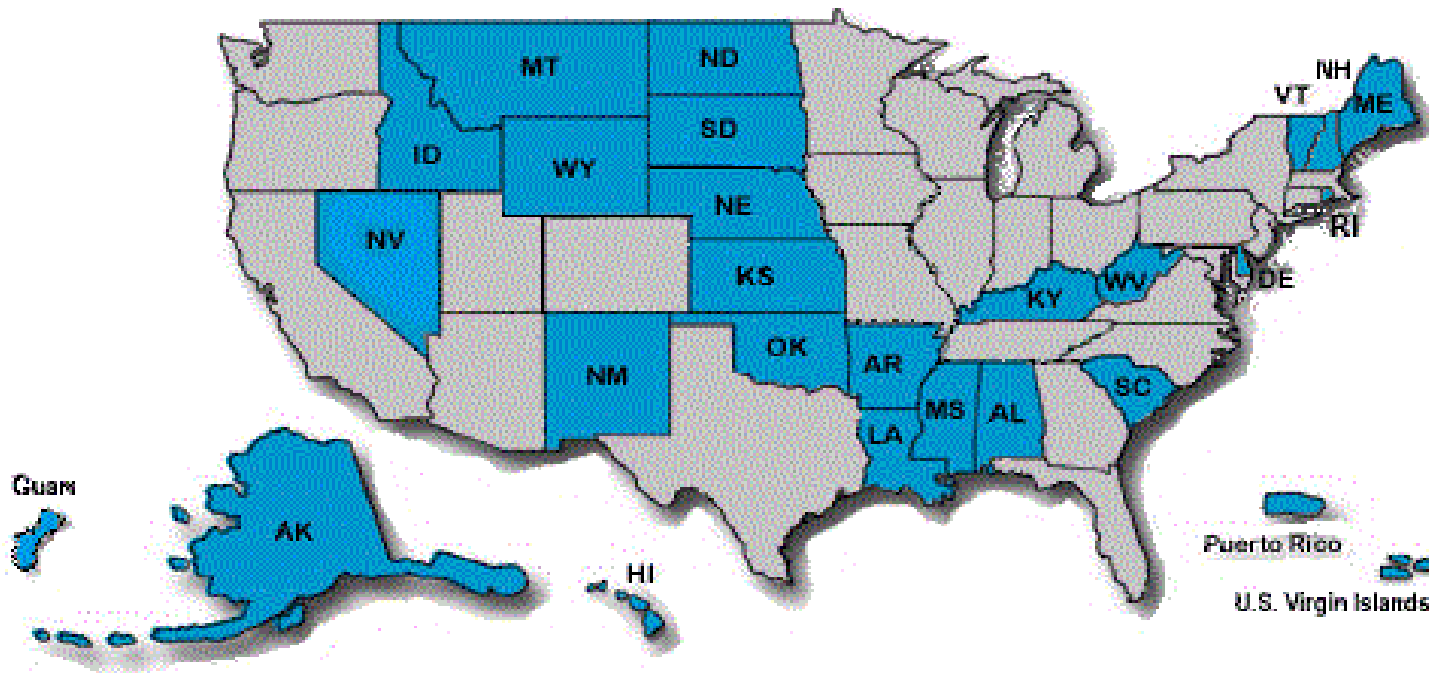 NH
MT
ND
VT
ME
SD
ID
WY
NE
RI
NV
KS
DE
WV
KY
OK
AR
NM
SC
MS
AL
LA
Guam
AK
Puerto Rico
HI
U.S. Virgin Islands